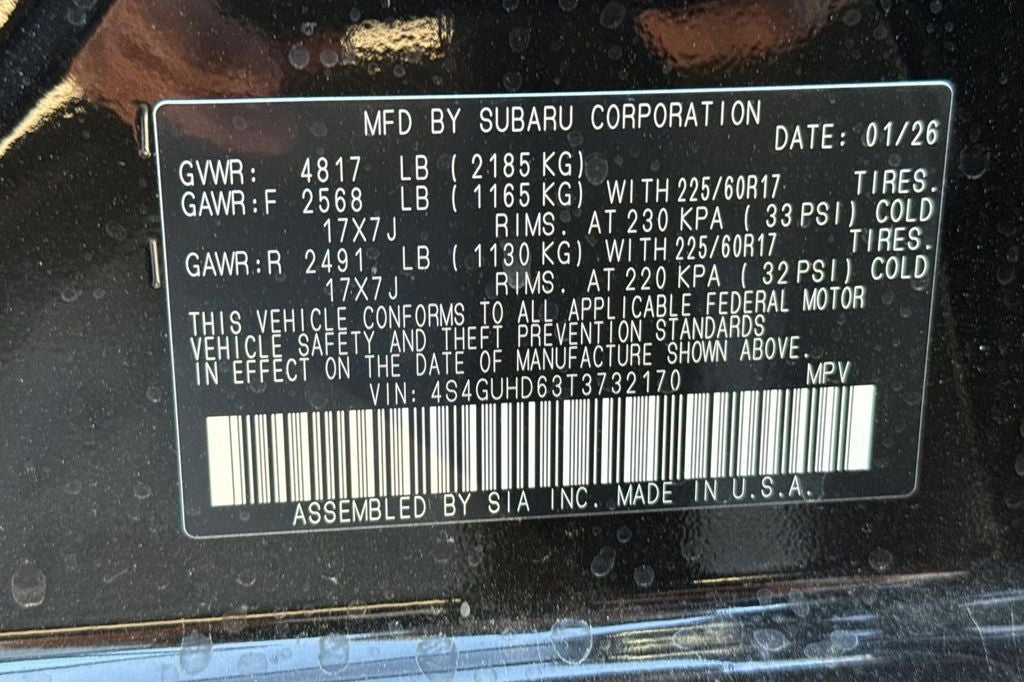 MFD BY SUBARU CORPORATION DATE: 01/26
GVWR: 4817 LB ( 2185 KG)
GAWR:F 2568 LB ( 1165 KG) WITH 225/60R17 TIRES.
17X7J RIMS. AT 230 KPA ( 33 PSI) COLD
GAWR:R 2491 LB ( 1130 KG) WITH 225/60R17 TIRES.
17X7J RIMS. AT 220 KPA ( 32 PSI) COLD
THIS VEHICLE CONFORMS TO ALL APPLICABLE FEDERAL MOTOR
VEHICLE SAFETY AND THEFT PREVENTION STANDARDS
IN EFFECT ON THE DATE OF MANUFACTURE SHOWN ABOVE.
VIN: 4S4GUHD63T3732170 MPV
ASSEMBLED BY SIA INC. MADE IN U.S.A.